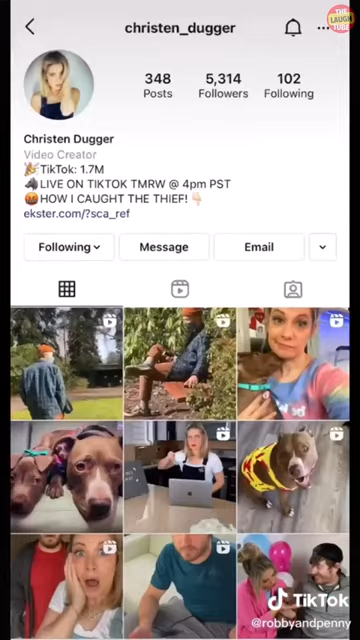 THE
LAUGH
TUBE
christen_dugger
348
5,314
102
Posts
Followers
Following
Christen Dugger
Video Creator
🎉TikTok: 1.7M
🐴LIVE ON TIKTOK TMRW @ 4pm PST
🤬HOW I CAUGHT THE THIEF!👇🏻
ekster.com/?sca_ref
Following
Message
Email
TikTok
@robbyandpenny